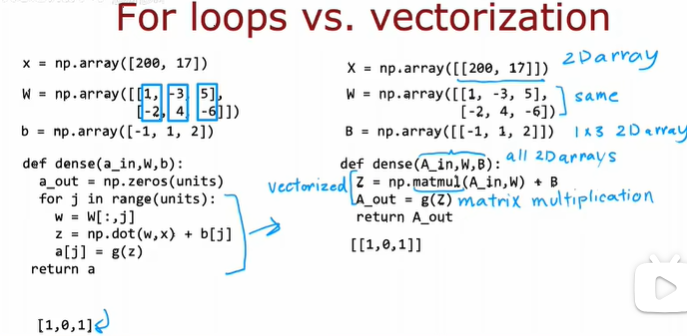 For loops vs. vectorization
x = np.array([200, 17])
W = np.array([[1, -3, 5],
[-2, 4, -6]])
b = np.array([-1, 1, 2])
def dense(a_in,W,b):
a_out = np.zeros(units)
for j in range(units):
w = W[:,j]
z = np.dot(w,x) + b[j]
a[j] = g(z)
return a
[1,0,1]
X = np.array([[200, 17]]) 2D array
W = np.array([[1, -3, 5], same
[-2, 4, -6])
B = np.array([[-1, 1, 2]]) 1x3 2D array
def dense(A_in,W,B): all 2D arrays
vectorized Z = np.matmul(A_in,W) + B
A_out = g(Z) matrix multiplication
return A_out
[[1,0,1]]